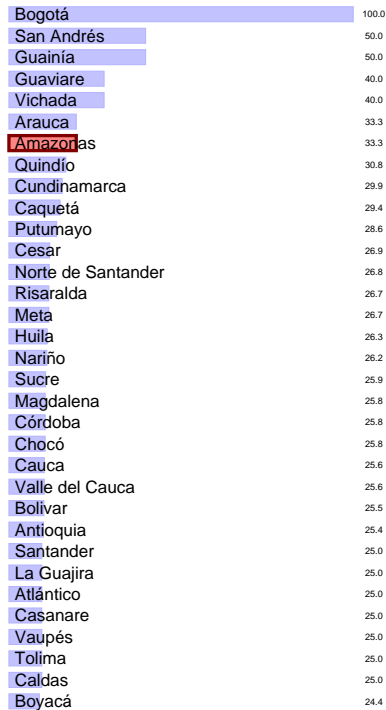 Bogotá 100.0
San Andrés 50.0
Guainía 50.0
Guaviare 40.0
Vichada 40.0
Arauca 33.3
Amazonas 33.3
Quindío 30.8
Cundinamarca 29.9
Caquetá 29.4
Putumayo 28.6
Cesar 26.9
Norte de Santander 26.8
Risaralda 26.7
Meta 26.7
Huila 26.3
Nariño 26.2
Sucre 25.9
Magdalena 25.8
Córdoba 25.8
Chocó 25.8
Cauca 25.6
Valle del Cauca 25.6
Bolivar 25.5
Antioquia 25.4
Santander 25.0
La Guajira 25.0
Atlántico 25.0
Casanare 25.0
Vaupés 25.0
Tolima 25.0
Caldas 25.0
Boyacá 24.4